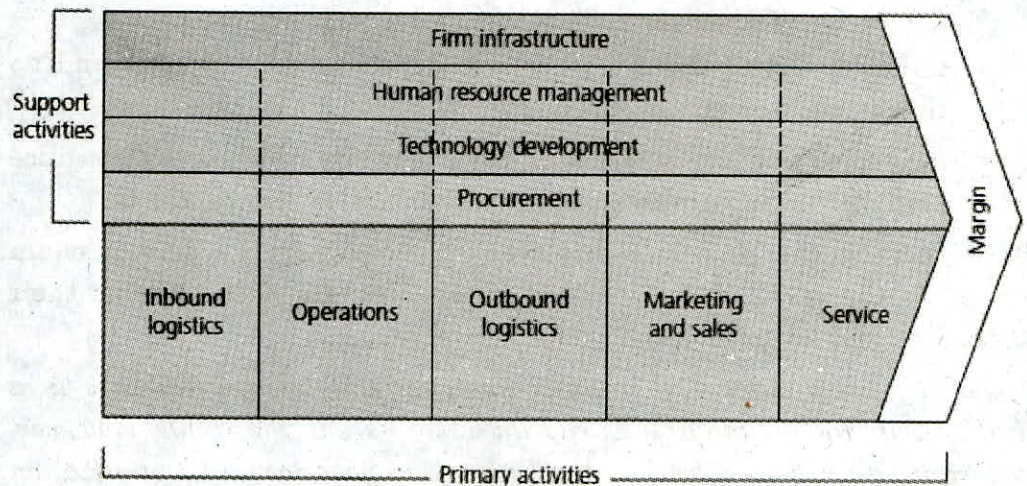 Firm infrastructure
Human resource management
Technology development
Procurement
Support
activities
Inbound
logistics
Operations
Outbound
logistics
Marketing
and sales
Service
Margin
Primary activities